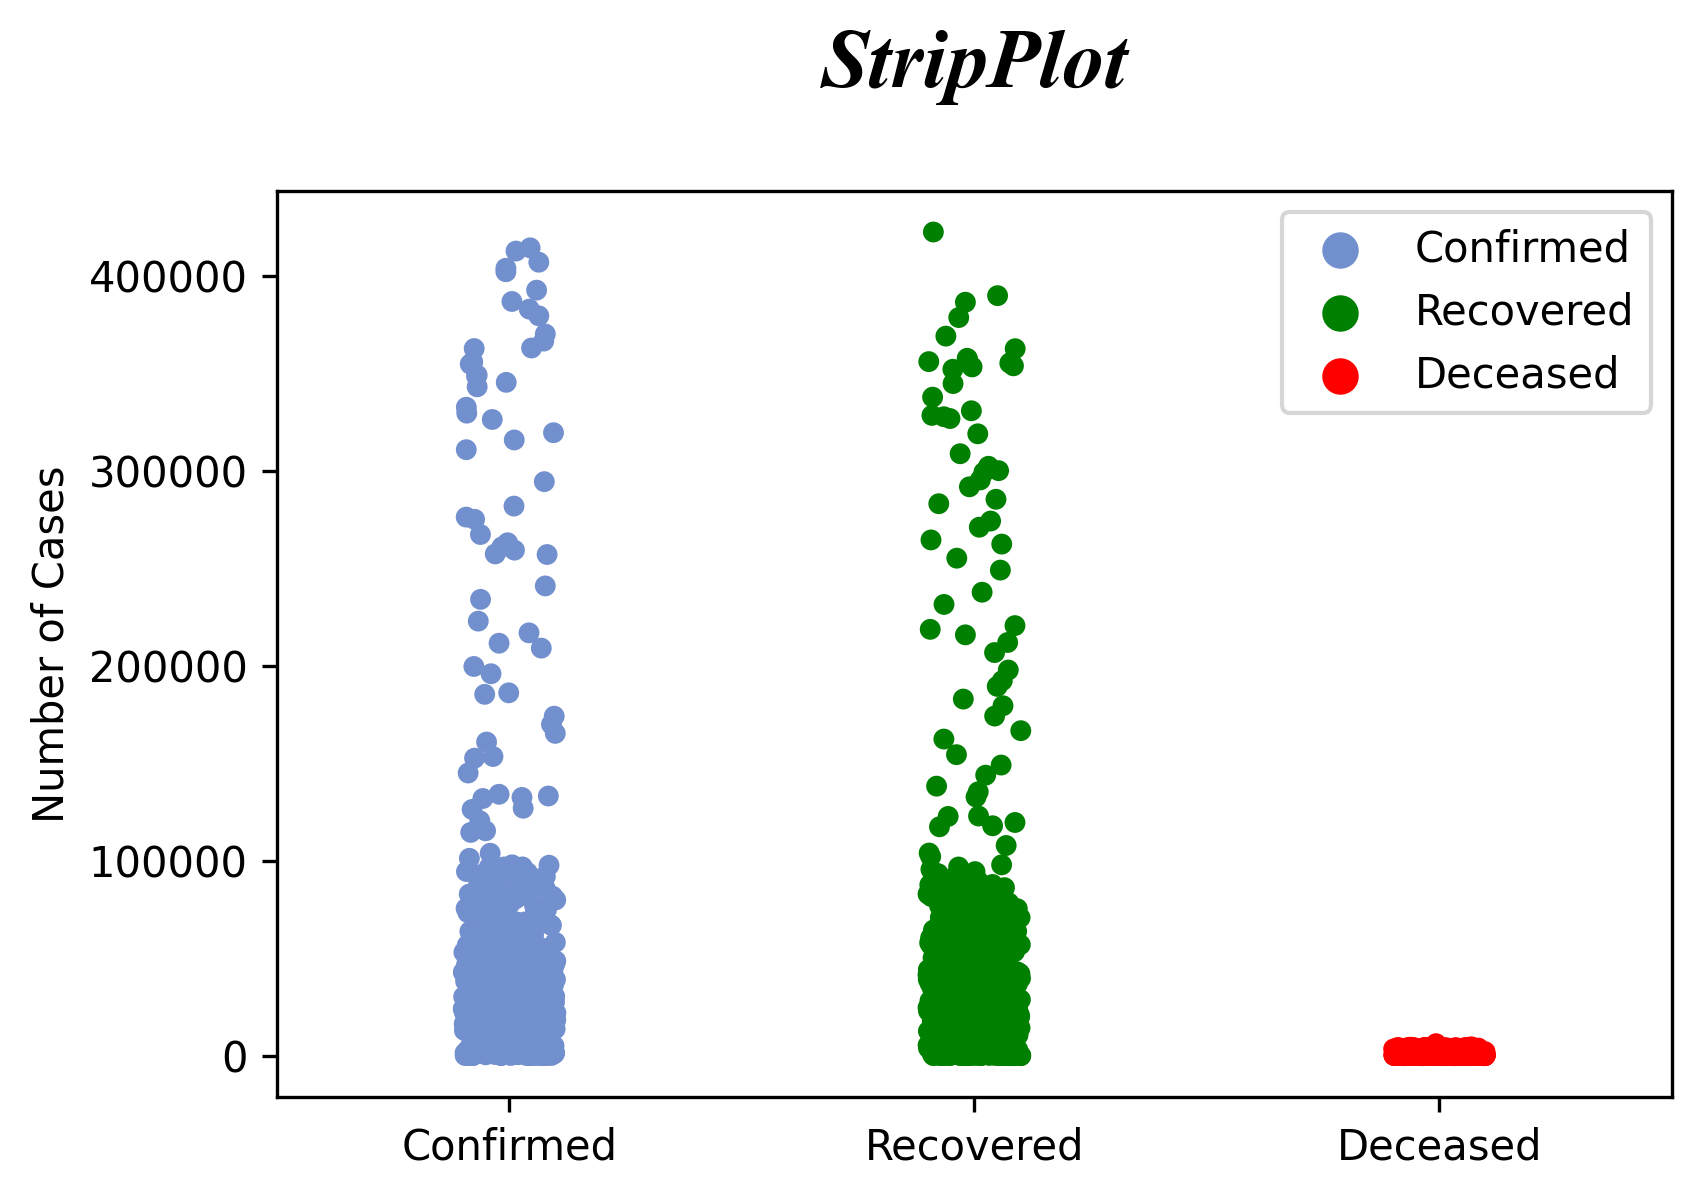 StripPlot
Confirmed
Recovered
Deceased
400000
300000
200000
100000
0
Number of Cases
Confirmed
Recovered
Deceased